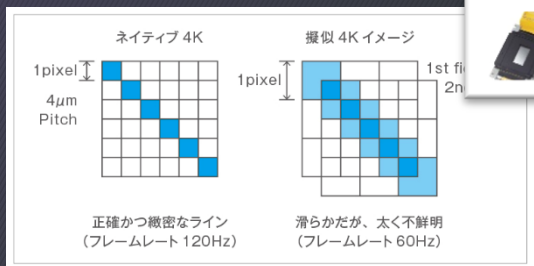 ネイティブ 4K
1pixel
4μm
Pitch
正確かつ緻密なライン
（フレームレート 120Hz）
擬似 4K イメージ
1pixel
1st
滑らかだが、太く不鮮明
（フレームレート 60Hz）